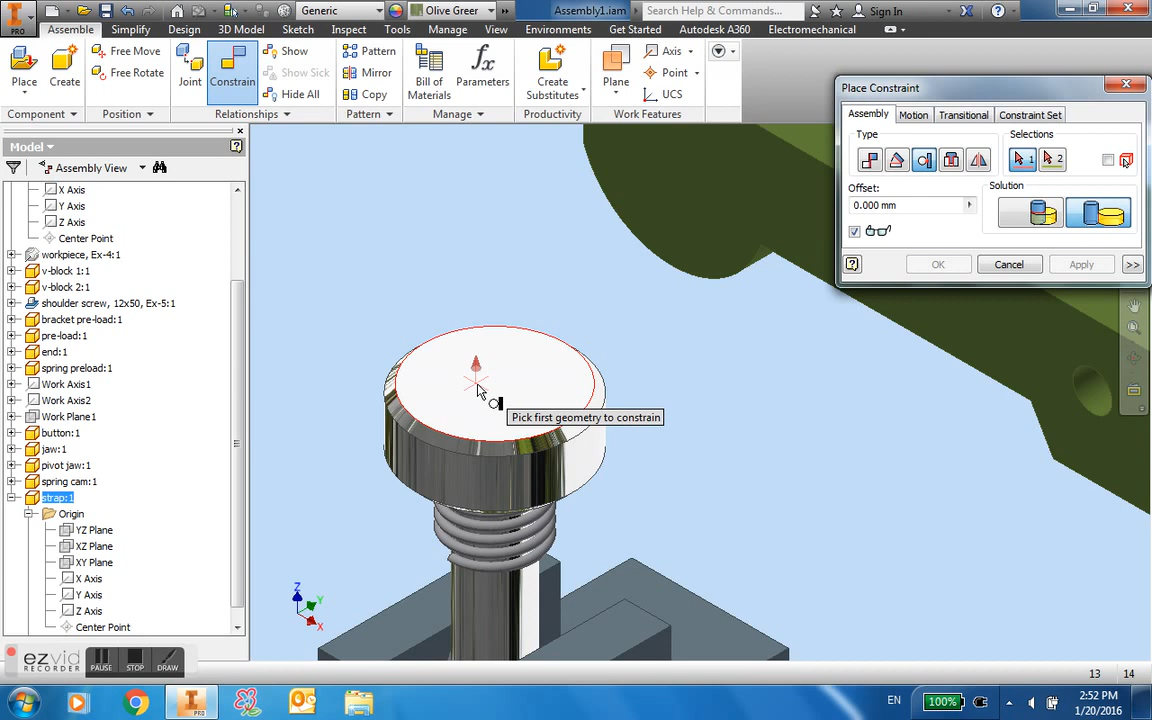 Generic
Olive Greer
Assembly1.iam
Search Help & Commands...
Sign In
PRO
Assemble
Simplify
Design
3D Model
Sketch
Inspect
Tools
Manage
View
Environments
Get Started
Autodesk A360
Electromechanical
Place
Create
Free Move
Free Rotate
Joint
Constrain
Show
Show Sick
Hide All
Pattern
Mirror
Copy
Bill of
Materials
Parameters
Create
Substitutes
Plane
Axis
Point
UCS
Component
Position
Relationships
Pattern
Manage
Productivity
Work Features
Model
Assembly View
X Axis
Y Axis
Z Axis
Center Point
workpiece, Ex-4:1
v-block 1:1
v-block 2:1
shoulder screw, 12x50, Ex-5:1
bracket pre-load:1
pre-load:1
end:1
spring preload:1
Work Axis1
Work Axis2
Work Plane1
button:1
jaw:1
pivot jaw:1
spring cam:1
strap:1
Origin
YZ Plane
XZ Plane
XY Plane
X Axis
Y Axis
Z Axis
Center Point
Place Constraint
Assembly
Motion
Transitional
Constraint Set
Type
Selections
1
2
Offset:
0.000 mm
Solution
OK
Cancel
Apply
>>
Pick first geometry to constrain
Z
Y
X
ezvid
RECORDER
PAUSE
STOP
DRAW
13
14
PRO
EN
100%
2:52 PM
1/20/2016